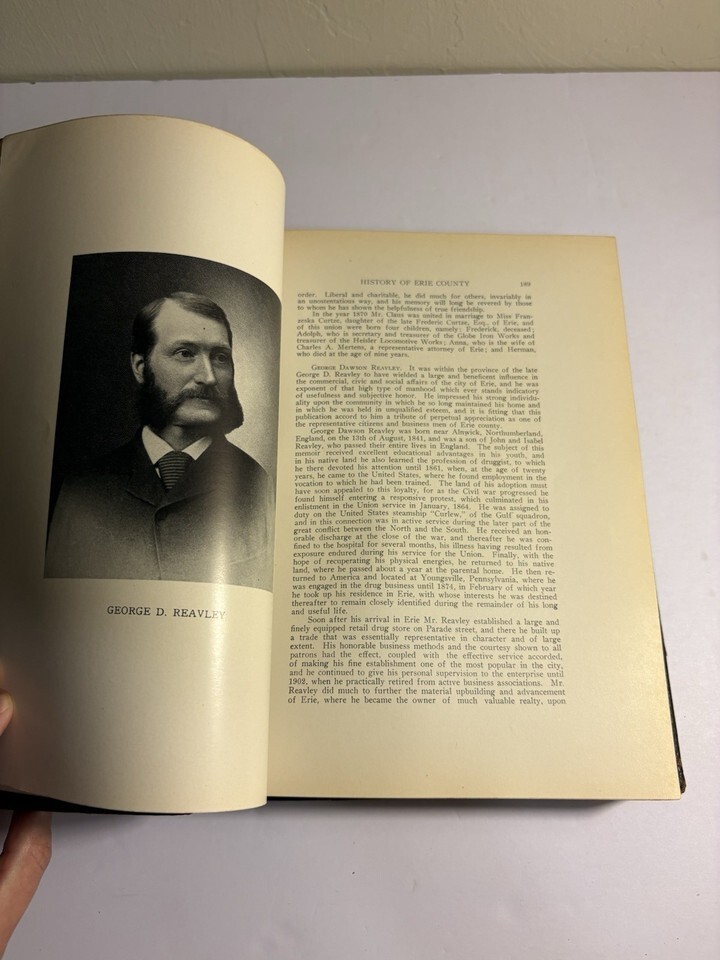 GEORGE D. REAVLEY
HISTORY OF ERIE COUNTY 189
order. Liberal and charitable, he did much for others, invariably in
an unostentatious way, and his memory will long be revered by those
to whom he has shown the helpfulness of true friendship.
In the year 1870 Mr. Claus was united in marriage to Miss Fran-
zeska Curtze, daughter of the late Frederic Curtze, Esq., of Erie, and
of this union were born four children, namely: Frederick, deceased;
Adolph, who is secretary and treasurer of the Globe Iron Works and
treasurer of the Heisler Locomotive Works; Anna, who is the wife of
Charles A. Mertens, a representative attorney of Erie; and Herman,
who died at the age of nine years.
GEORGE DAWSON REAVLEY. It was within the province of the late
George D. Reavley to have wielded a large and beneficent influence in
the commercial, civic and social affairs of the city of Erie, and he was
exponent of that high type of manhood which ever stands indicatory
of usefulness and subjective honor. He impressed his strong individu-
ality upon the community in which he so long maintained his home and
in which he was held in unqualified esteem, and it is fitting that this
publication accord to him a tribute of perpetual appreciation as one of
the representative citizens and business men of Erie county.
George Dawson Reavley was born near Alnwick, Northumberland,
England, on the 13th of August, 1841, and was a son of John and Isabel
Reavley, who passed their entire lives in England. The subject of this
memoir received excellent educational advantages in his youth, and
in his native land he also learned the profession of druggist, to which
he there devoted his attention until 1861, when, at the age of twenty
years, he came to the United States, where he found employment in the
vocation to which he had been trained. The land of his adoption must
have soon appealed to this loyalty, for as the Civil war progressed he
found himself entering a responsive protest, which culminated in his
enlistment in the Union service in January, 1864. He was assigned to
duty on the United States steamship "Curlew," of the Gulf squadron,
and in this connection was in active service during the later part of the
great conflict between the North and the South. He received an hon-
orable discharge at the close of the war, and thereafter he was con-
fined to the hospital for several months, his illness having resulted from
exposure endured during his service for the Union. Finally, with the
hope of recuperating his physical energies, he returned to his native
land, where he passed about a year at the parental home. He then re-
turned to America and located at Youngsville, Pennsylvania, where he
was engaged in the drug business until 1874, in February of which year
he took up his residence in Erie, with whose interests he was destined
thereafter to remain closely identified during the remainder of his long
and useful life.
Soon after his arrival in Erie Mr. Reavley established a large and
finely equipped retail drug store on Parade street, and there he built up
a trade that was essentially representative in character and of large
extent. His honorable business methods and the courtesy shown to all
patrons had the effect, coupled with the effective service accorded,
of making his fine establishment one of the most popular in the city,
and he continued to give his personal supervision to the enterprise until
1902, when he practically retired from active business associations. Mr.
Reavley did much to further the material upbuilding and advancement
of Erie, where he became the owner of much valuable realty, upon